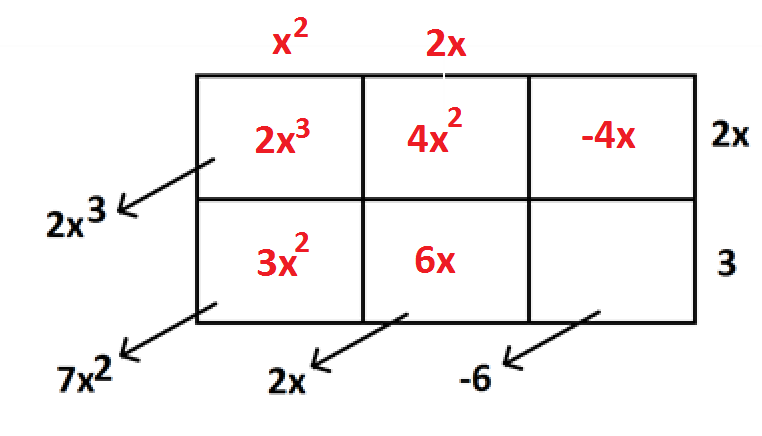 x² 2x
2x³ 4x² -4x 2x
2x³
3x² 6x 3
7x² 2x -6